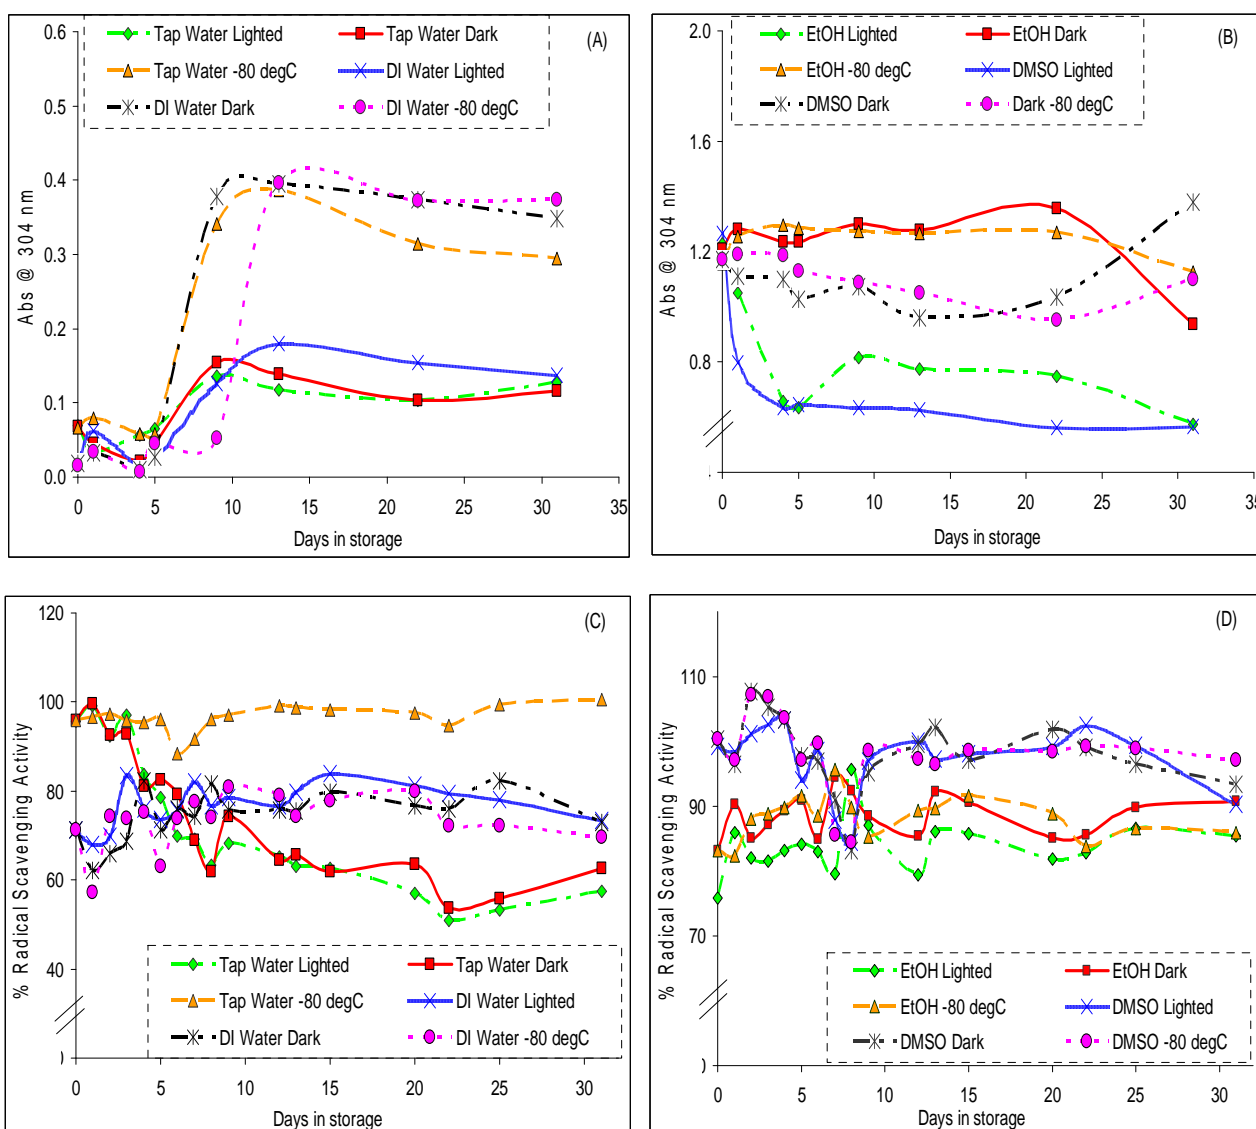 Tap Water Lighted Tap Water Dark
Tap Water -80 degC DI Water Lighted
DI Water Dark DI Water -80 degC
(A)
Abs @ 304 nm
0.6
0.5
0.4
0.3
0.2
0.1
0.0
0 5 10 15 20 25 30 35
Days in storage
EtOH Lighted EtOH Dark
EtOH -80 degC DMSO Lighted
DMSO Dark Dark -80 degC
(B)
Abs @ 304 nm
2.0
1.6
1.2
0.8
0 5 10 15 20 25 30 35
Days in storage
(C)
% Radical Scavenging Activity
120
100
80
60
40
Tap Water Lighted Tap Water Dark
Tap Water -80 degC DI Water Lighted
DI Water Dark DI Water -80 degC
0 5 10 15 20 25 30
Days in storage
(D)
% Radical Scavenging Activity
110
90
70
EtOH Lighted EtOH Dark
EtOH -80 degC DMSO Lighted
DMSO Dark DMSO -80 degC
0 5 10 15 20 25 30
Days in storage